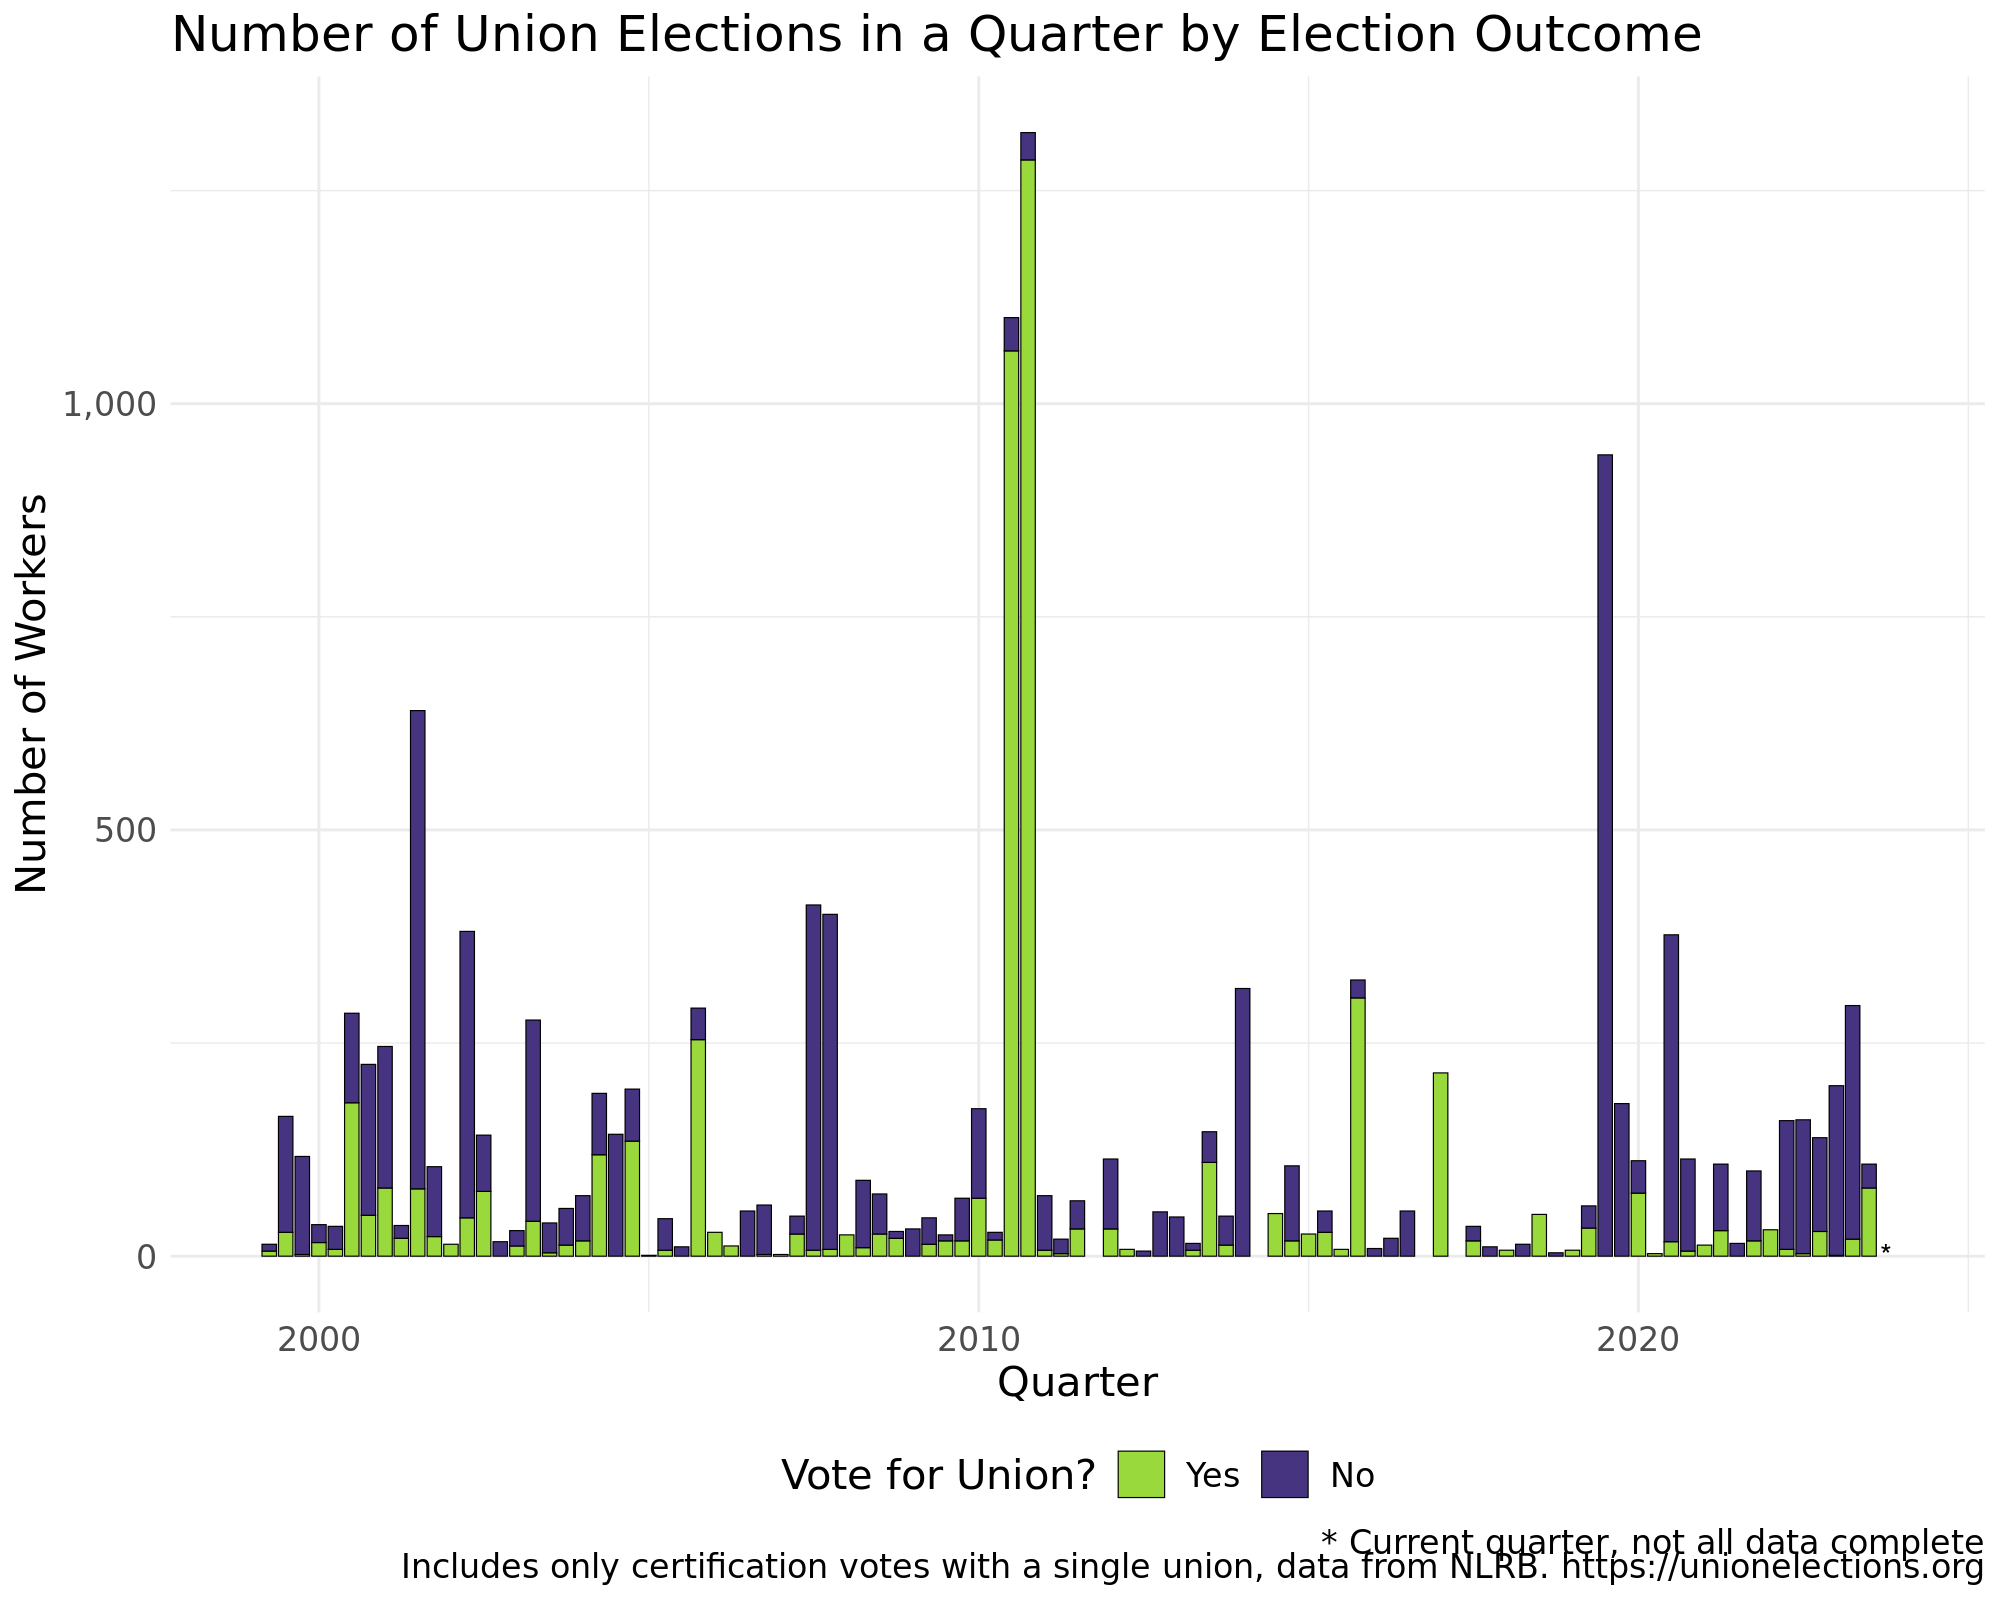 Number of Union Elections in a Quarter by Election Outcome
Number of Workers
1,000
500
0
*
2000 2010 2020
Quarter
Vote for Union? Yes No
* Current quarter, not all data complete
Includes only certification votes with a single union, data from NLRB. https://unionelections.org